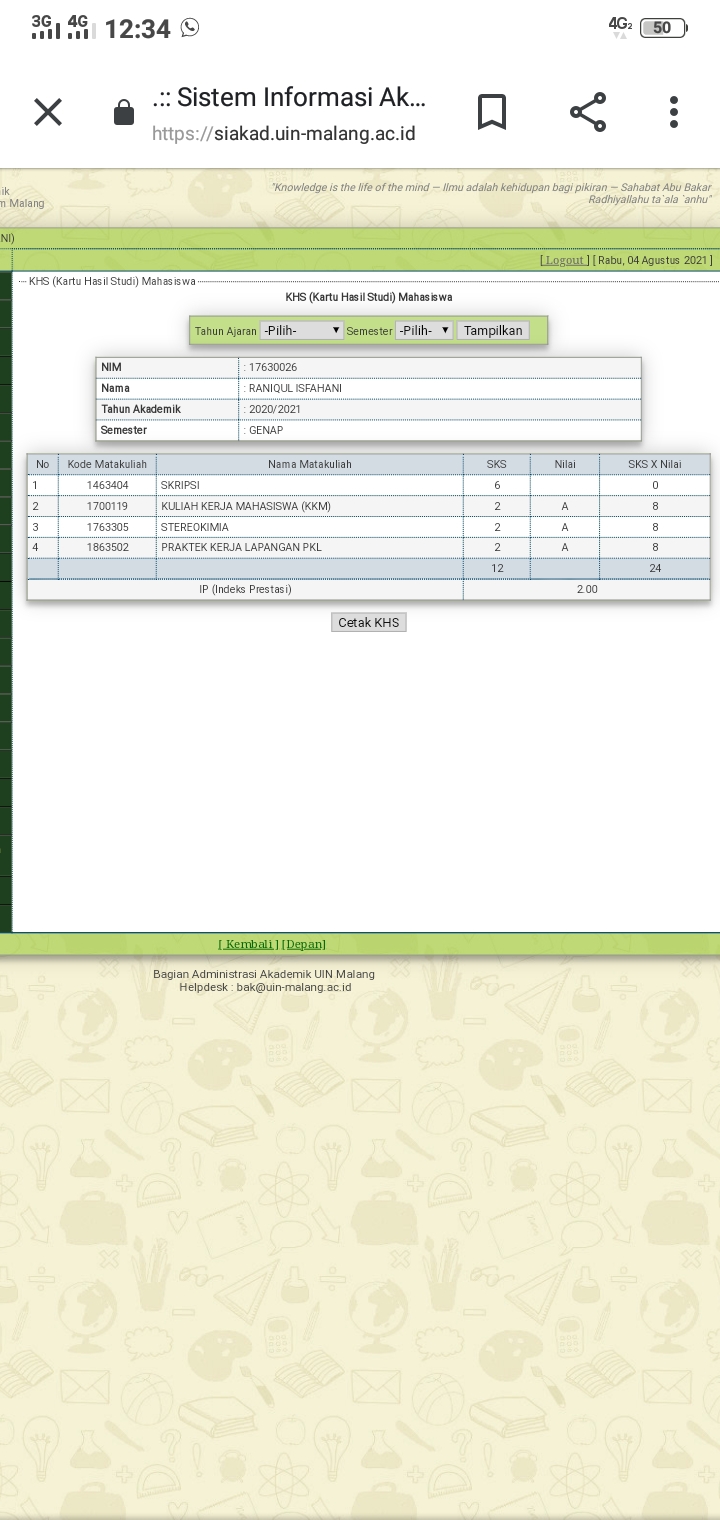 3G 4G 12:34 4G2 50
.:: Sistem Informasi Ak...
https://siakad.uin-malang.ac.id
ik
m Malang
"Knowledge is the life of the mind — Ilmu adalah kehidupan bagi pikiran — Sahabat Abu Bakar
Radhiyallahu ta`ala `anhu"
NI)
[ Logout ] [ Rabu, 04 Agustus 2021 ]
KHS (Kartu Hasil Studi) Mahasiswa
KHS (Kartu Hasil Studi) Mahasiswa
Tahun Ajaran -Pilih- Semester -Pilih- Tampilkan
NIM : 17630026
Nama : RANIQUL ISFAHANI
Tahun Akademik : 2020/2021
Semester : GENAP
No Kode Matakuliah Nama Matakuliah SKS Nilai SKS X Nilai
1 1463404 SKRIPSI 6 0
2 1700119 KULIAH KERJA MAHASISWA (KKM) 2 A 8
3 1763305 STEREOKIMIA 2 A 8
4 1863502 PRAKTEK KERJA LAPANGAN PKL 2 A 8
12 24
IP (Indeks Prestasi) 2.00
Cetak KHS
[ Kembali ] [Depan]
Bagian Administrasi Akademik UIN Malang
Helpdesk : bak@uin-malang.ac.id